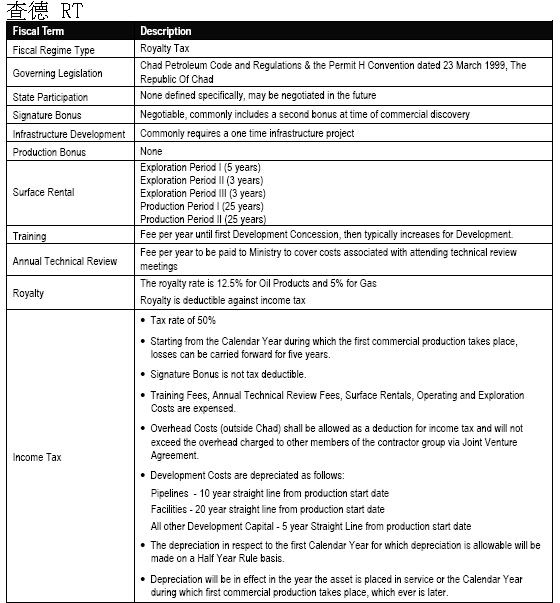 查德 RT
Fiscal Term Description
Fiscal Regime Type Royalty Tax
Governing Legislation Chad Petroleum Code and Regulations & the Permit H Convention dated 23 March 1999, The
Republic Of Chad
State Participation None defined specifically, may be negotiated in the future
Signature Bonus Negotiable, commonly includes a second bonus at time of commercial discovery
Infrastructure Development Commonly requires a one time infrastructure project
Production Bonus None
Surface Rental
Exploration Period I (5 years)
Exploration Period II (3 years)
Exploration Period III (3 years)
Production Period I (25 years)
Production Period II (25 years)
Training Fee per year until first Development Concession, then typically increases for Development.
Annual Technical Review Fee per year to be paid to Ministry to cover costs associated with attending technical review
meetings
Royalty The royalty rate is 12.5% for Oil Products and 5% for Gas
Royalty is deductible against income tax
Income Tax
• Tax rate of 50%
• Starting from the Calendar Year during which the first commercial production takes place,
losses can be carried forward for five years.
• Signature Bonus is not tax deductible.
• Training Fees, Annual Technical Review Fees, Surface Rentals, Operating and Exploration
Costs are expensed.
• Overhead Costs (outside Chad) shall be allowed as a deduction for income tax and will not
exceed the overhead charged to other members of the contractor group via Joint Venture
Agreement.
• Development Costs are depreciated as follows:
Pipelines - 10 year straight line from production start date
Facilities - 20 year straight line from production start date
All other Development Capital - 5 year Straight Line from production start date
• The depreciation in respect to the first Calendar Year for which depreciation is allowable will be
made on a Half Year Rule basis.
• Depreciation will be in effect in the year the asset is placed in service or the Calendar Year
during which first commercial production takes place, which ever is later.